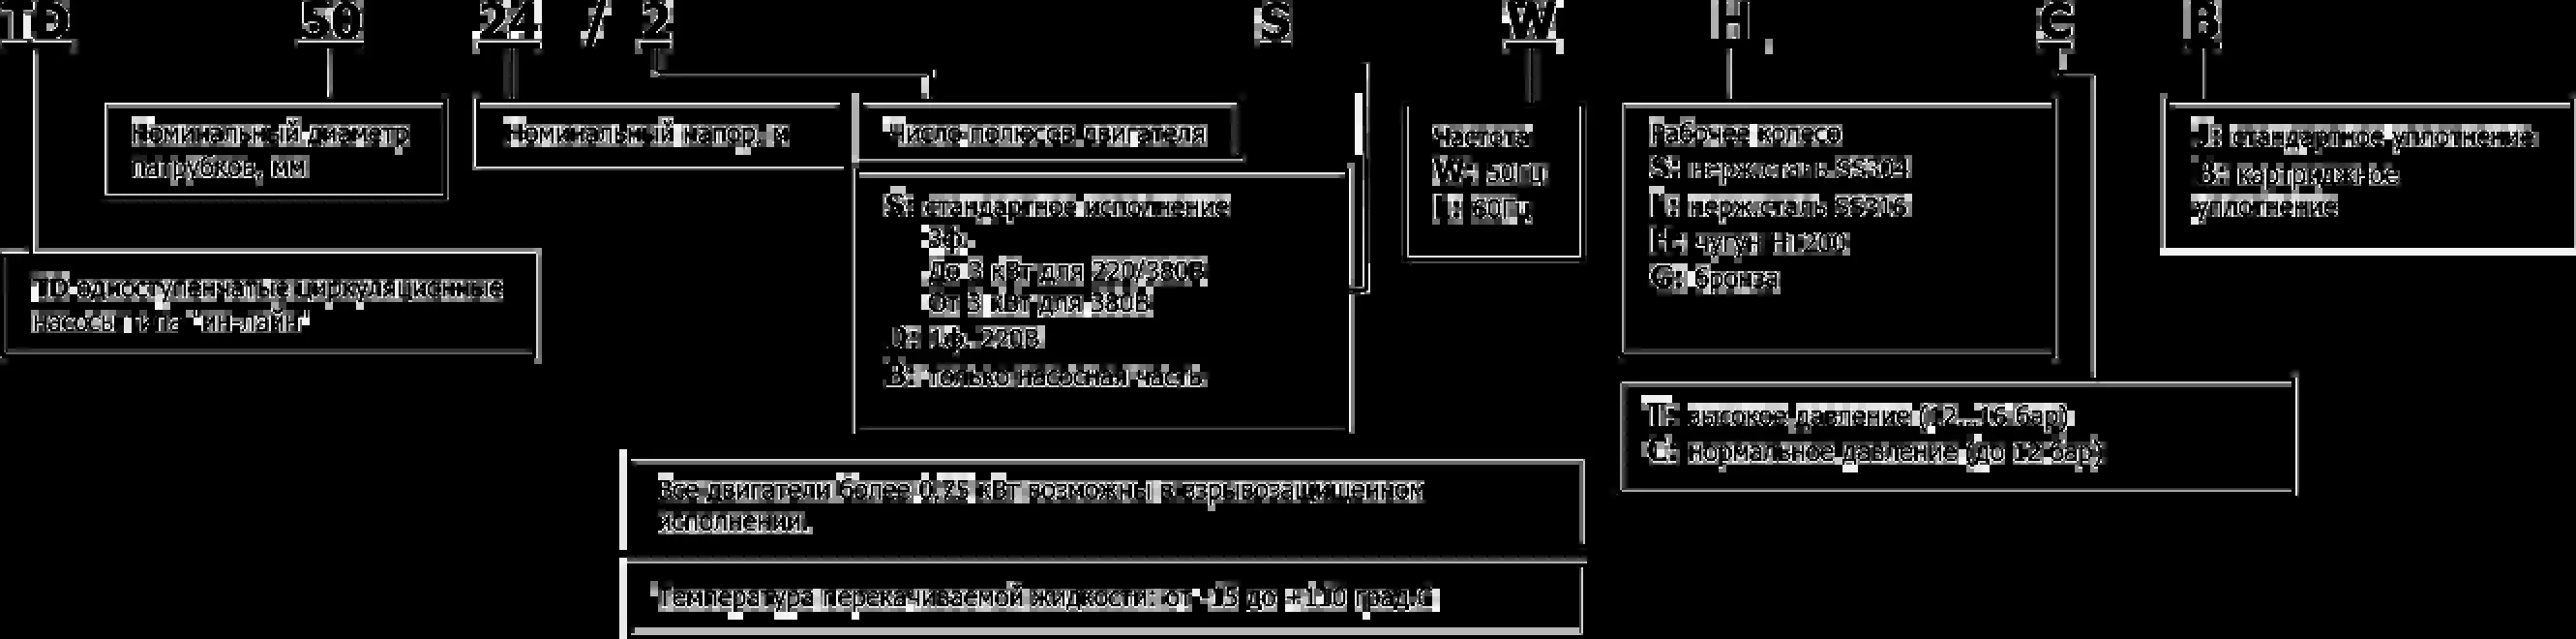 TD 50 24 / 2 S W H C B
Номинальный диаметр
патрубков, мм
Номинальный напор, м
Число полюсов двигателя
S: стандартное исполнение
3ф.
До 3 кВт для 220/380В
От 3 кВт для 380В
1ф. 220В
B: только насосная часть
Частота
W: 50Гц
60Гц
Рабочее колесо
S: нерж.сталь SS304
нерж.сталь SS316
H: чугун HT200
G: бронза
J: стандартное уплотнение
B: картриджное
уплотнение
TD-одноступенчатые циркуляционные
насосы типа "ин-лайн"
высокое давление (12...16 бар)
C: нормальное давление (до 12 бар)
Все двигатели более 0,75 кВт возможны в взрывозащищенном
исполнении.
Температура перекачиваемой жидкости: от -15 до +110 град.С